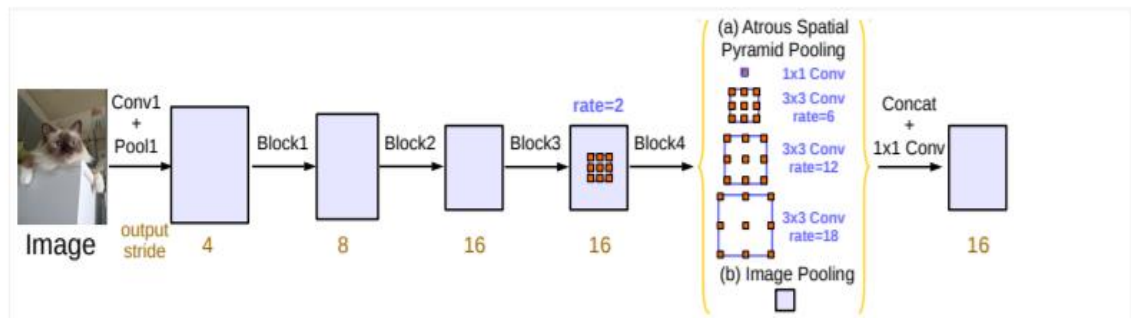 (a) Atrous Spatial
Pyramid Pooling
1x1 Conv
3x3 Conv
rate=6
3x3 Conv
rate=12
3x3 Conv
rate=18
(b) Image Pooling
Conv1
+
Pool1
Block1
Block2
Block3
rate=2
Block4
Concat
+
1x1 Conv
Image
output
stride
4
8
16
16
16